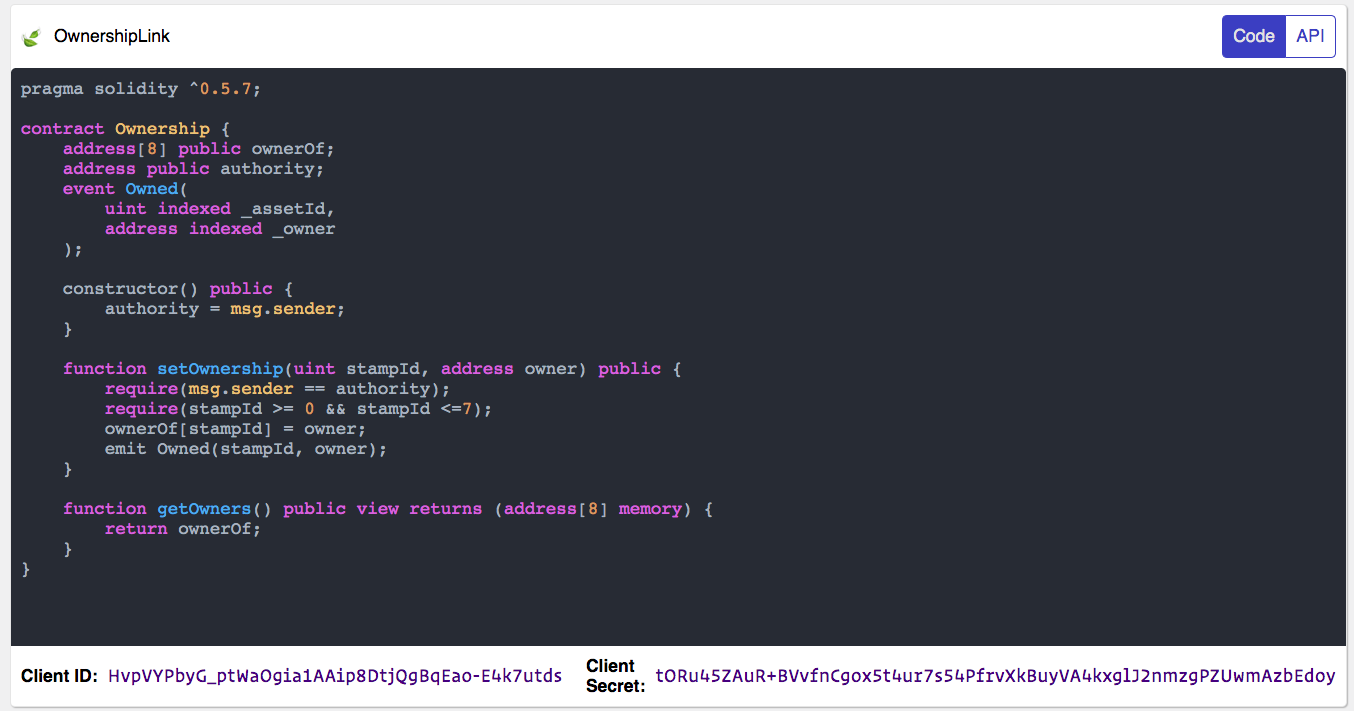 OwnershipLink
Code
API
pragma solidity ^0.5.7;
contract Ownership {
    address[8] public ownerOf;
    address public authority;
    event Owned(
        uint indexed _assetId,
        address indexed _owner
    );
    constructor() public {
        authority = msg.sender;
    }
    function setOwnership(uint stampId, address owner) public {
        require(msg.sender == authority);
        require(stampId >= 0 && stampId <=7);
        ownerOf[stampId] = owner;
        emit Owned(stampId, owner);
    }
    function getOwners() public view returns (address[8] memory) {
        return ownerOf;
    }
}
Client ID: HvpVYPbyG_ptWaOgia1AAip8DtjQgBqEao-E4k7utds
Client
Secret: tORu45ZAuR+BVvfnCgox5t4ur7s54PfrvXkBuyVA4kxglJ2nmzgPZUwmAzbEdoy